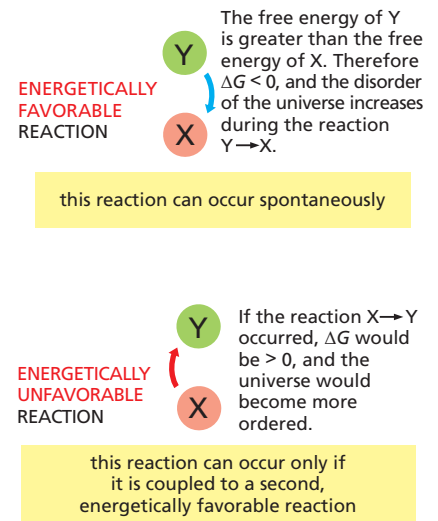 The free energy of Y
is greater than the free
energy of X. Therefore
ΔG < 0, and the disorder
of the universe increases
during the reaction
Y→X.
Y
X
ENERGETICALLY
FAVORABLE
REACTION
this reaction can occur spontaneously
If the reaction X→Y
occurred, ΔG would
be > 0, and the
universe would
become more
ordered.
Y
X
ENERGETICALLY
UNFAVORABLE
REACTION
this reaction can occur only if
it is coupled to a second,
energetically favorable reaction